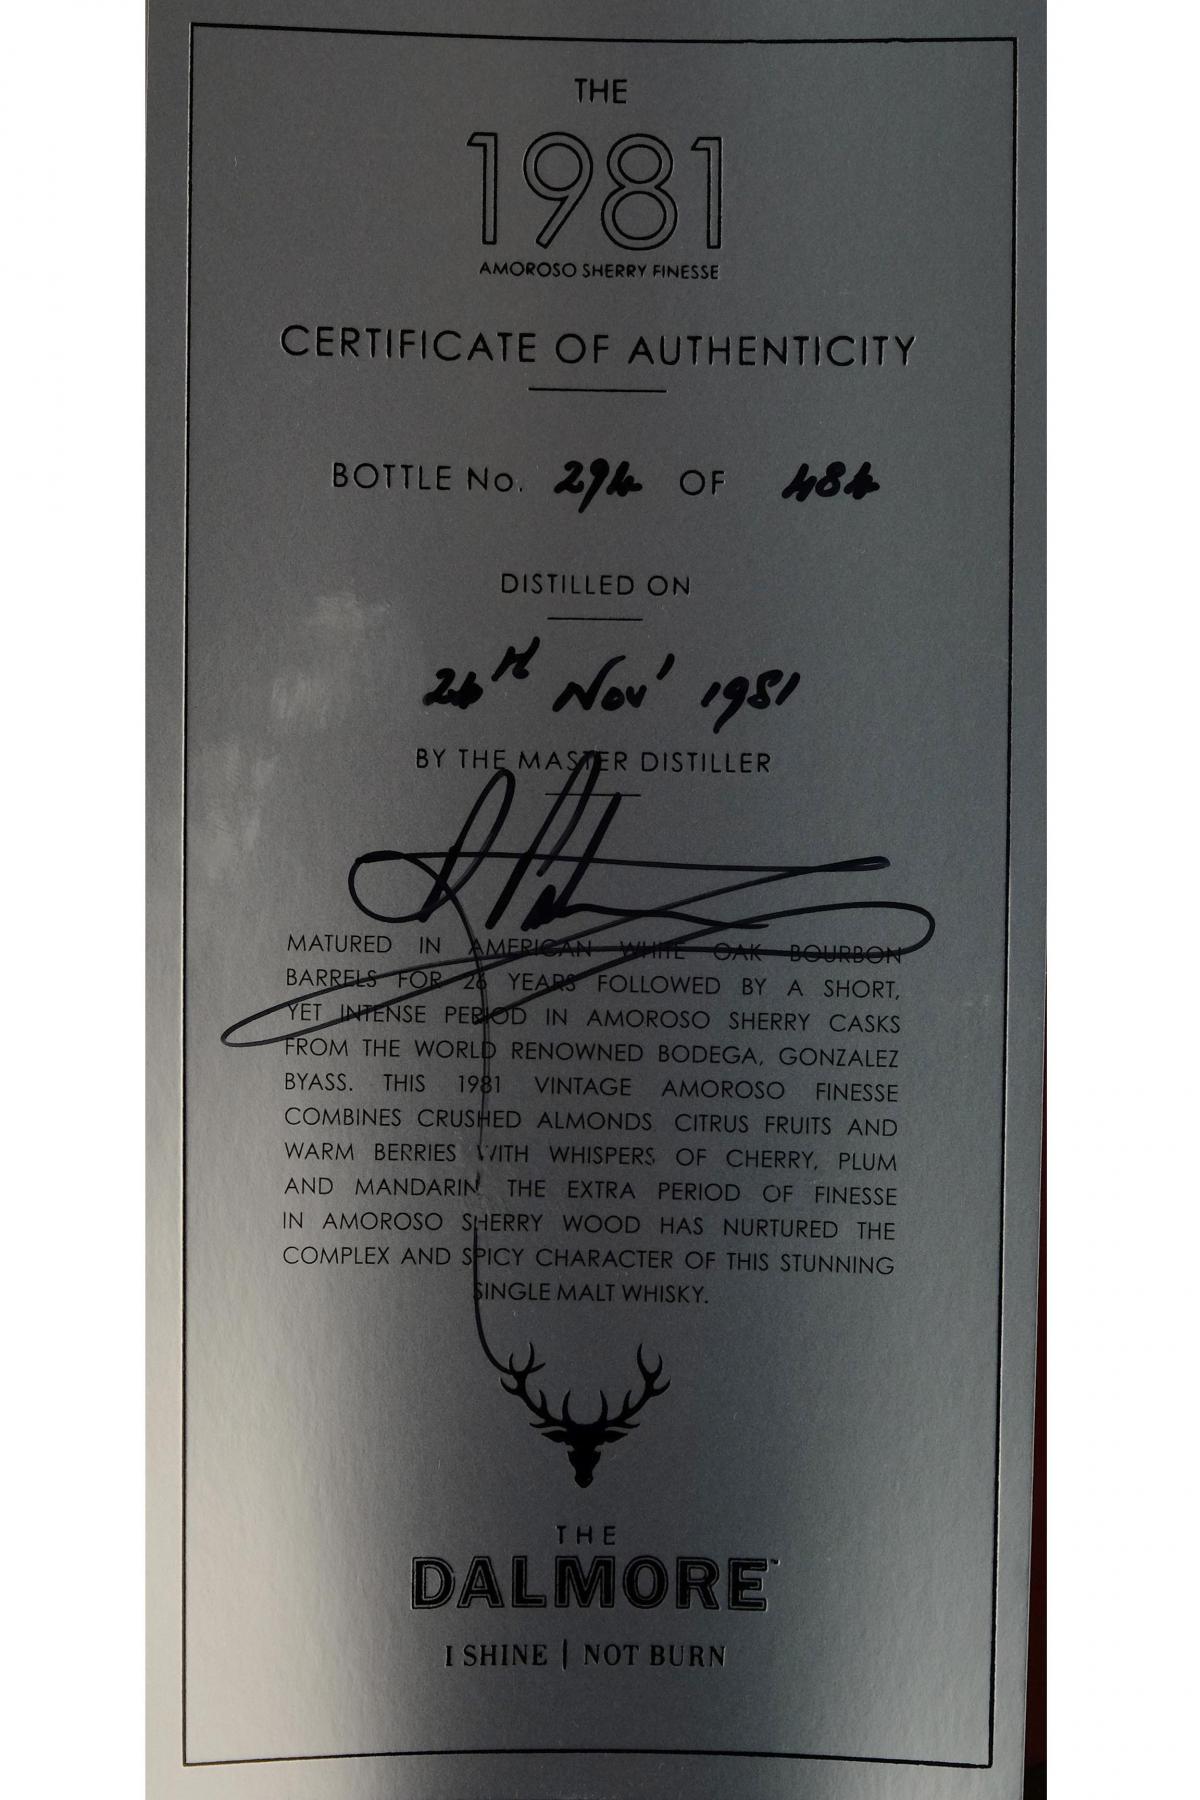 THE
1981
AMOROSO SHERRY FINESSE
CERTIFICATE OF AUTHENTICITY
BOTTLE No. 294 OF 484
DISTILLED ON
24TH Nov' 1981
BY THE MASTER DISTILLER
MATURED IN AMERICAN WHITE OAK BOURBON
BARRELS FOR 26 YEARS FOLLOWED BY A SHORT,
YET INTENSE PERIOD IN AMOROSO SHERRY CASKS
FROM THE WORLD RENOWNED BODEGA, GONZALEZ
BYASS. THIS 1981 VINTAGE AMOROSO FINESSE
COMBINES CRUSHED ALMONDS, CITRUS FRUITS AND
WARM BERRIES WITH WHISPERS OF CHERRY, PLUM
AND MANDARIN. THE EXTRA PERIOD OF FINESSE
IN AMOROSO SHERRY WOOD HAS NURTURED THE
COMPLEX AND SPICY CHARACTER OF THIS STUNNING
SINGLE MALT WHISKY.
THE
DALMORE™
I SHINE | NOT BURN